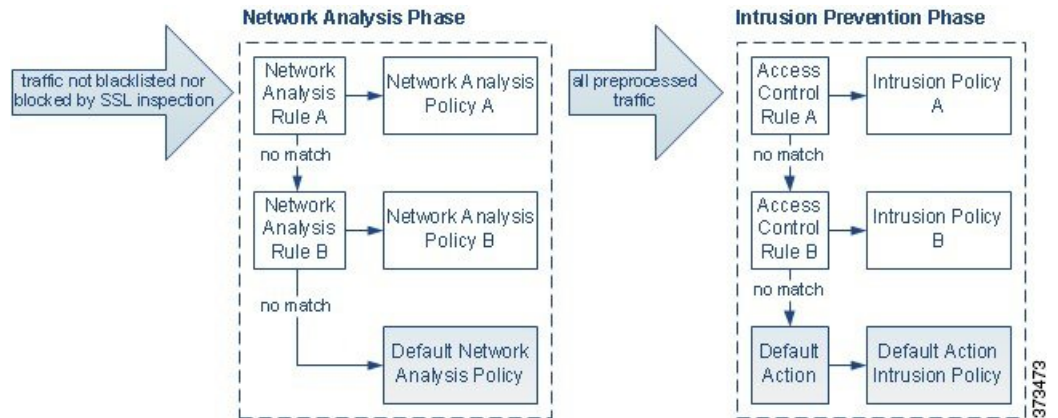 Network Analysis Phase
Intrusion Prevention Phase
traffic not blacklisted nor
blocked by SSL inspection
Network
Analysis
Rule A
Network Analysis
Policy A
all preprocessed
traffic
Access
Control
Rule A
Intrusion Policy
A
no match
no match
Network
Analysis
Rule B
Network Analysis
Policy B
Access
Control
Rule B
Intrusion Policy
B
no match
no match
Default Network
Analysis Policy
Default
Action
Default Action
Intrusion Policy
373473